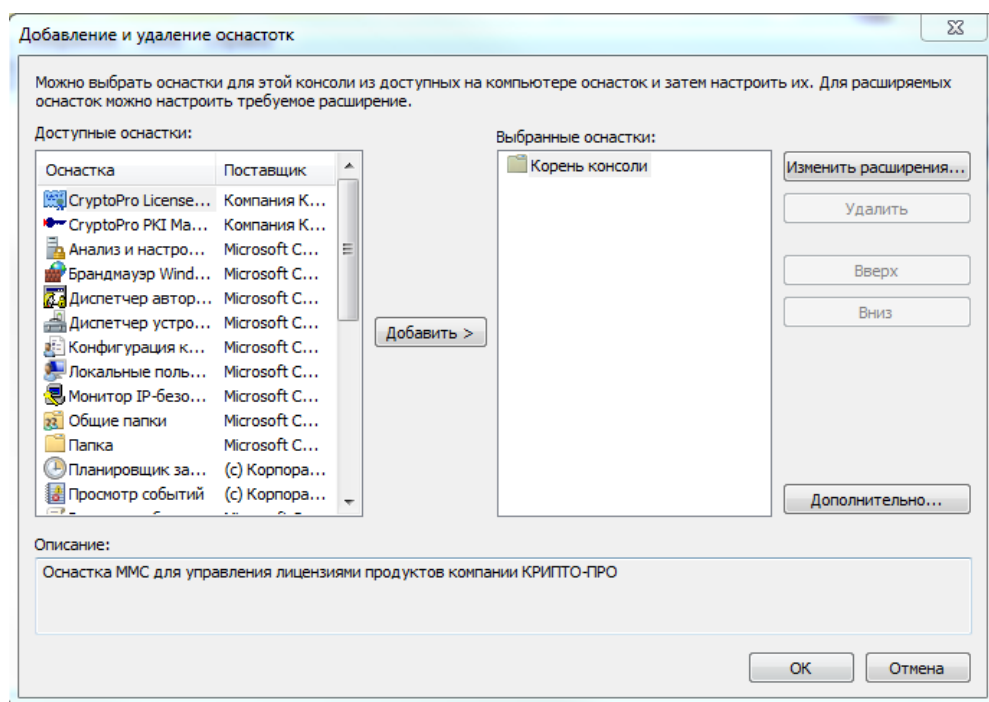 Добавление и удаление оснастотк
Можно выбрать оснастки для этой консоли из доступных на компьютере оснасток и затем настроить их. Для расширяемых
оснасток можно настроить требуемое расширение.
Доступные оснастки:
Оснастка Поставщик
CryptoPro License... Компания К...
CryptoPro PKI Ma... Компания К...
Анализ и настро... Microsoft C...
Брандмауэр Wind... Microsoft C...
Диспетчер автор... Microsoft C...
Диспетчер устро... Microsoft C...
Конфигурация к... Microsoft C...
Локальные поль... Microsoft C...
Монитор IP-безо... Microsoft C...
Общие папки Microsoft C...
Папка Microsoft C...
Планировщик за... (c) Корпора...
Просмотр событий (c) Корпора...
Добавить >
Выбранные оснастки:
Корень консоли
Изменить расширения...
Удалить
Вверх
Вниз
Дополнительно...
Описание:
Оснастка MMC для управления лицензиями продуктов компании КРИПТО-ПРО
ОК
Отмена